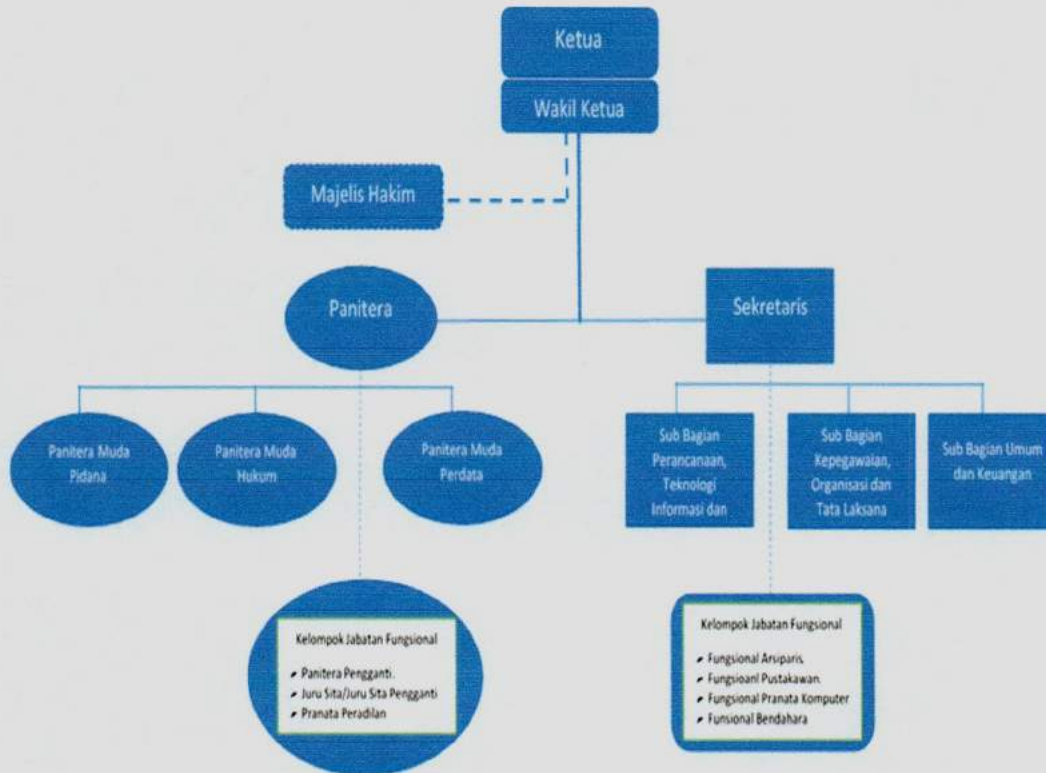 Ketua
Wakil Ketua
Majelis Hakim
Panitera
Sekretaris
Panitera Muda
Pidana
Panitera Muda
Hukum
Panitera Muda
Perdata
Sub Bagian
Perancanaan,
Teknologi
Informasi dan
Sub Bagian
Kepegawaian,
Organisasi dan
Tata Laksana
Sub Bagian Umum
dan Keuangan
Kelompok Jabatan Fungsional
Panitera Pengganti.
Juru Sita/Juru Sita Pengganti
Pranata Peradilan
Kelompok Jabatan Fungsional
Fungsional Arsiparis.
Fungsioanl Pustakawan.
Fungsional Pranata Komputer
Funsional Bendahara